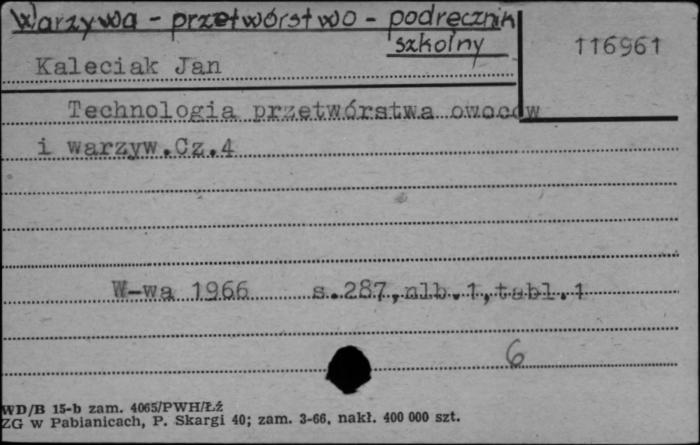 Warzywa - przetwórstwo - podręcznik
szkolny
116961
Kaleciak Jan
Technologia przetwórstwa owoców
i warzyw.Cz.4
W-wa 1966 s.287,nlb.1,tabl.1
6
WD/B 15-b zam. 4065/PWH/Łź
ZG w Pabianicach, P. Skargi 40; zam. 3-66, nakł. 400 000 szt.